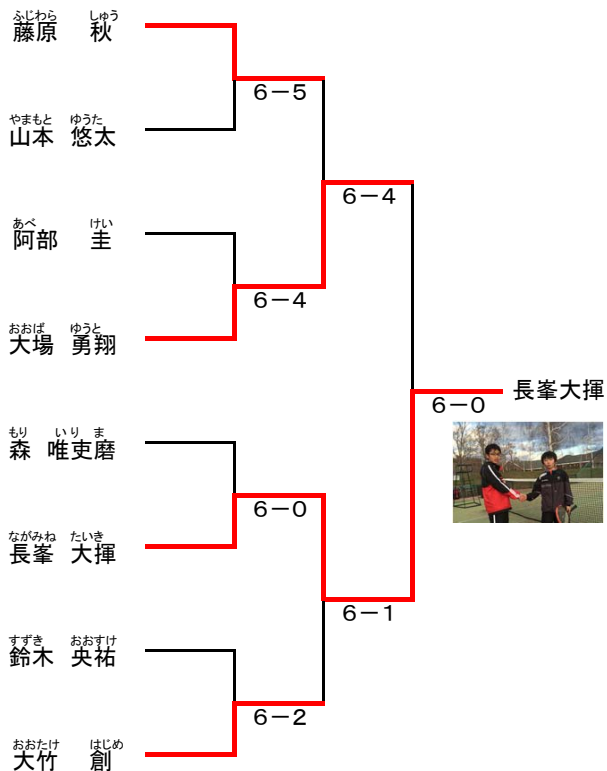 ふじわら しゅう
藤原 秋
6－5
やまもと ゆうた
山本 悠太
6－4
あべ けい
阿部 圭
6－4
おおば ゆうと
大場 勇翔
長峯大揮
6－0
もり いりま
森 唯吏磨
6－0
ながみね たいき
長峯 大揮
6－1
すずき おおすけ
鈴木 央祐
6－2
おおたけ はじめ
大竹 創